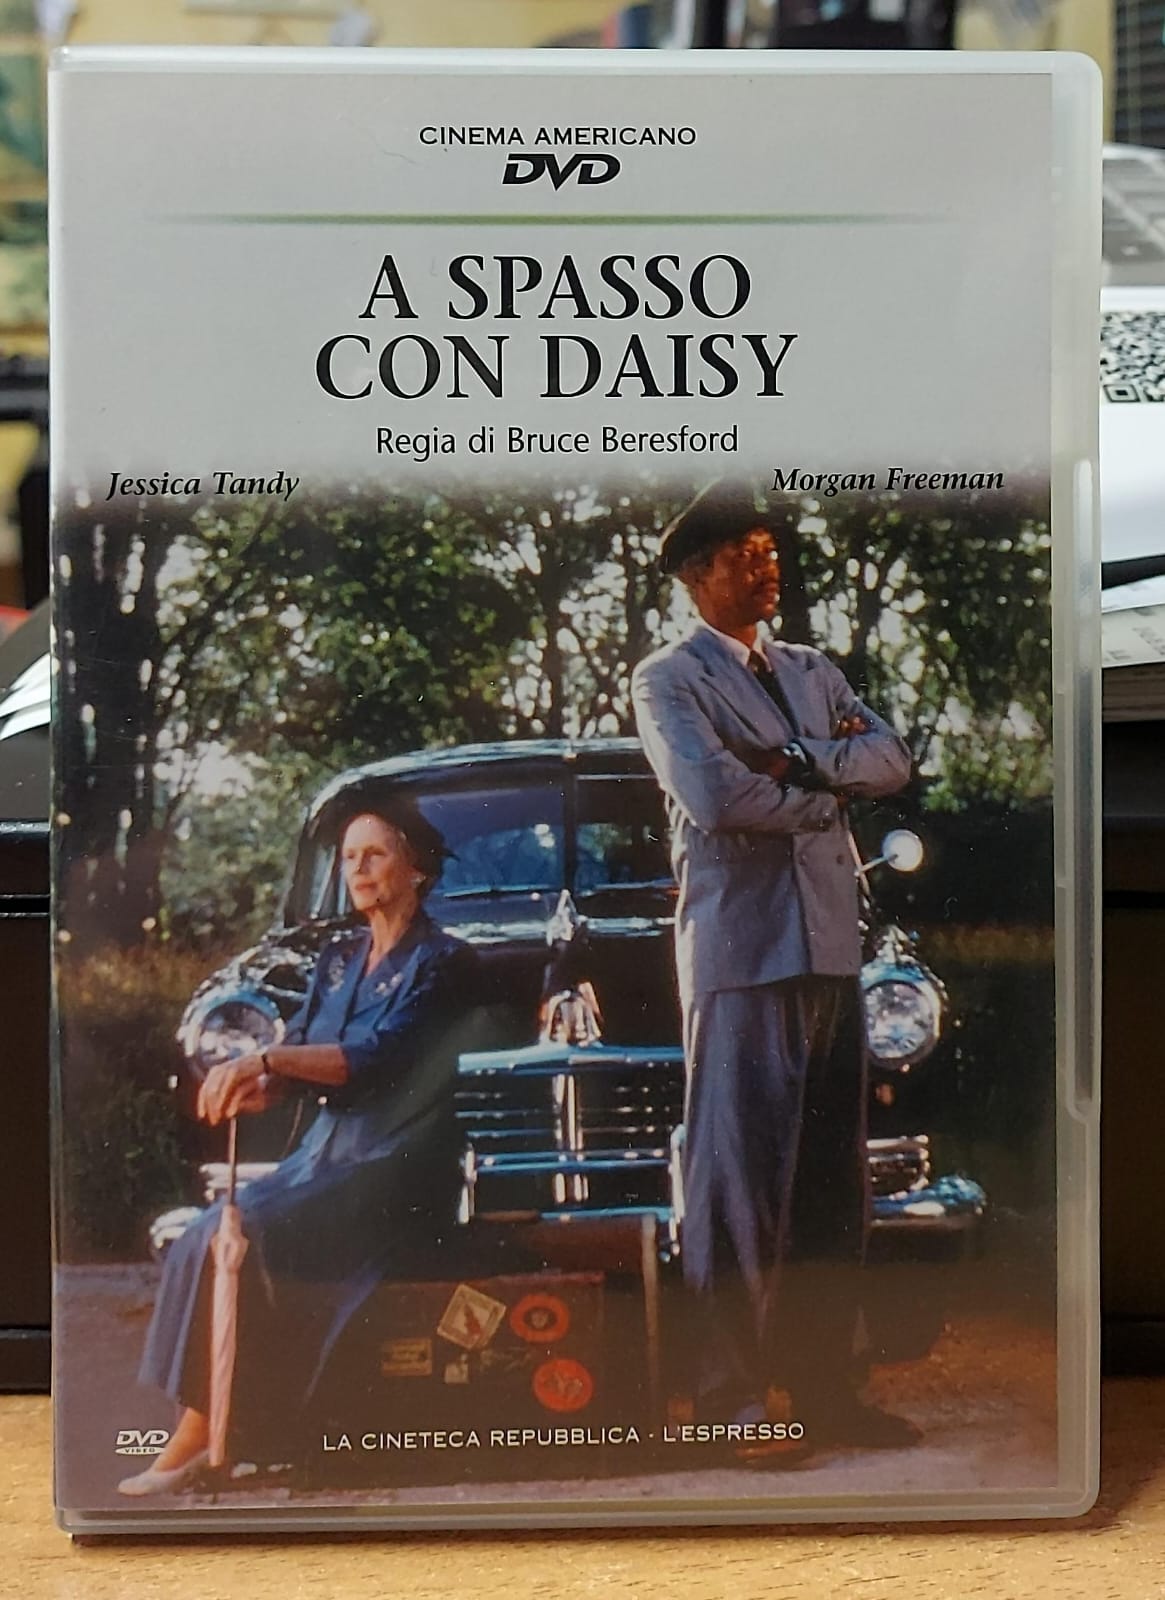 CINEMA AMERICANO
DVD
A SPASSO
CON DAISY
Regia di Bruce Beresford
Jessica Tandy
Morgan Freeman
DVD
VIDEO
LA CINETECA REPUBBLICA - L'ESPRESSO